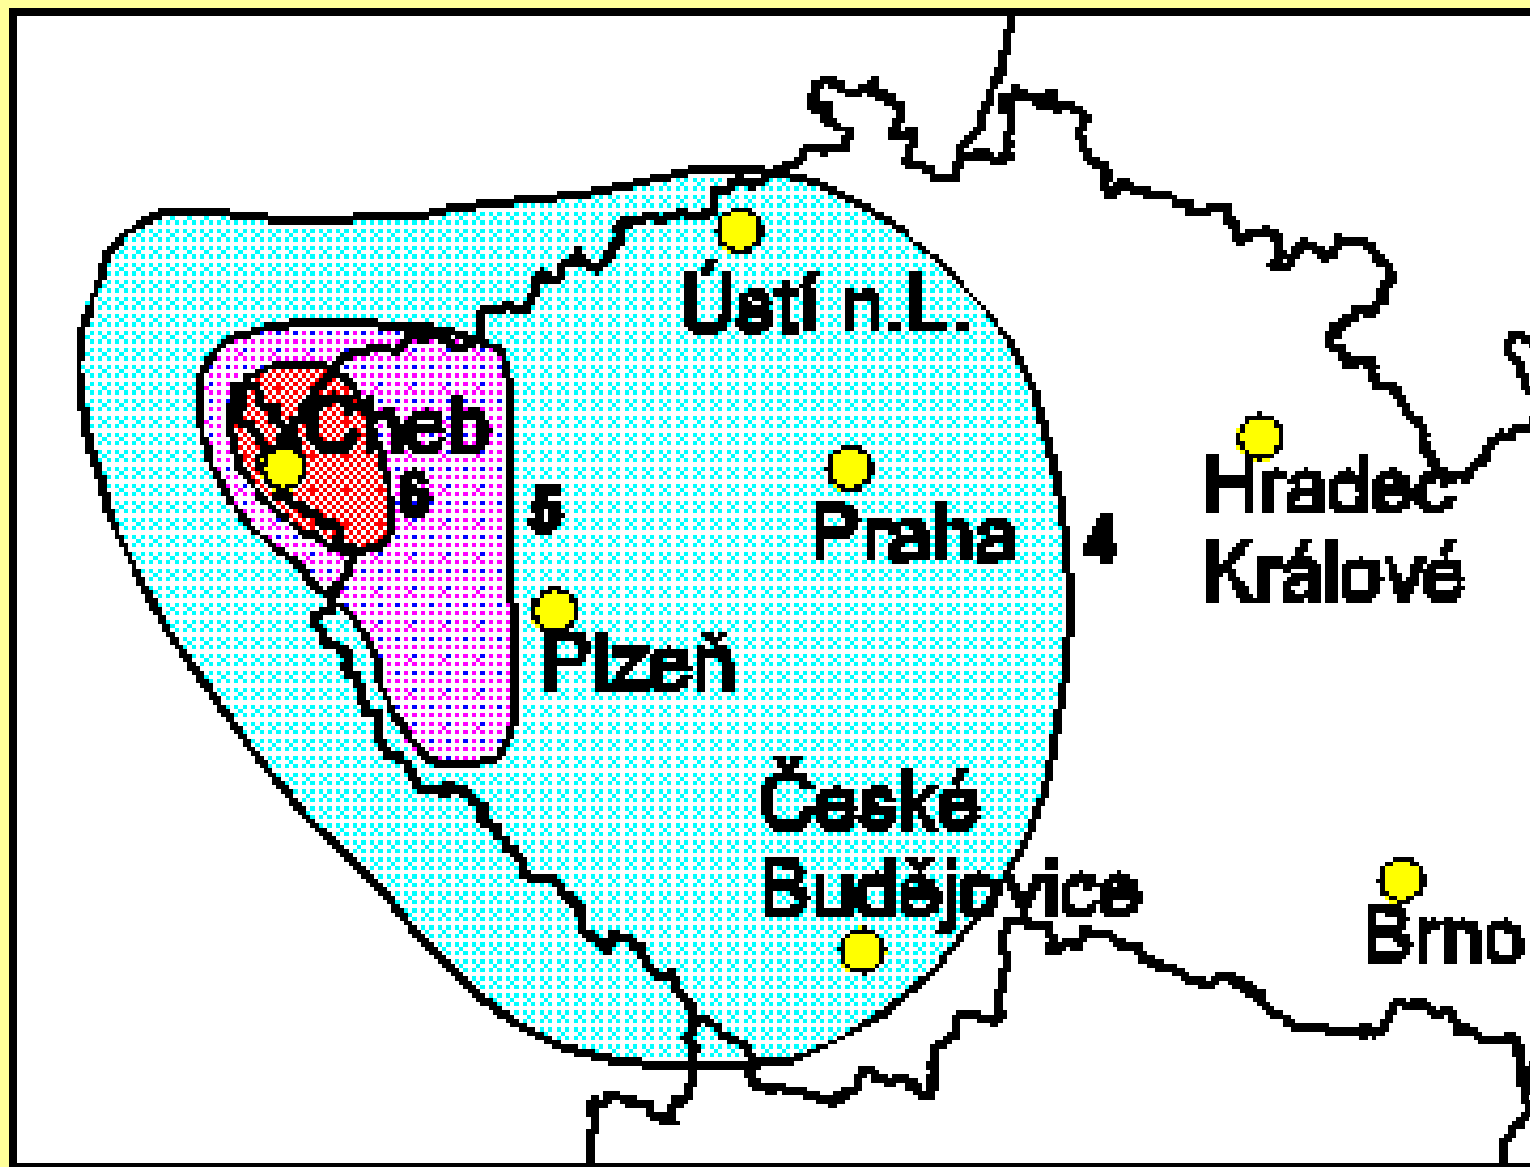 Ústí n.L.
Cheb
6
5
Praha
4
Hradec
Králové
Plzeň
České
Budějovice
Brno